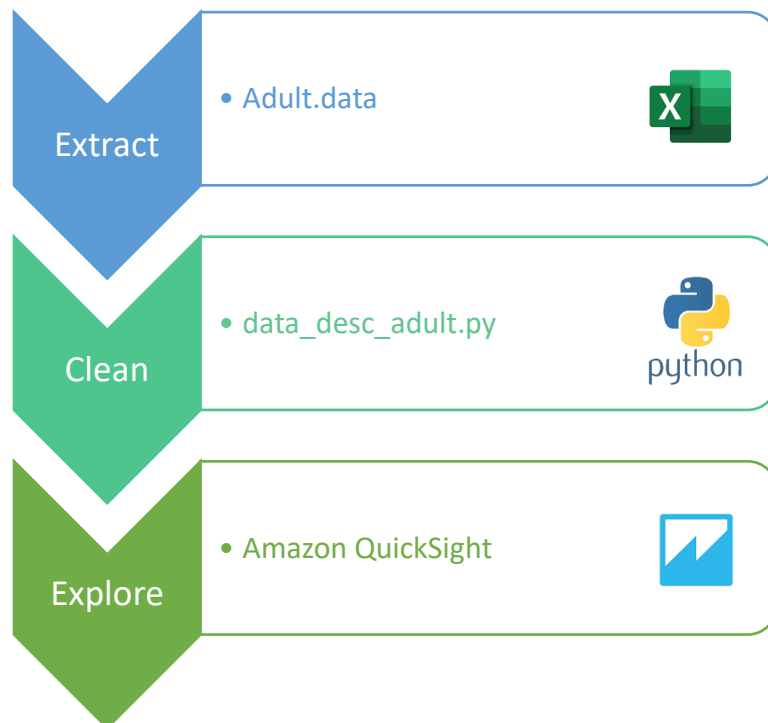 Extract
• Adult.data
X
Clean
• data_desc_adult.py
python
Explore
• Amazon QuickSight